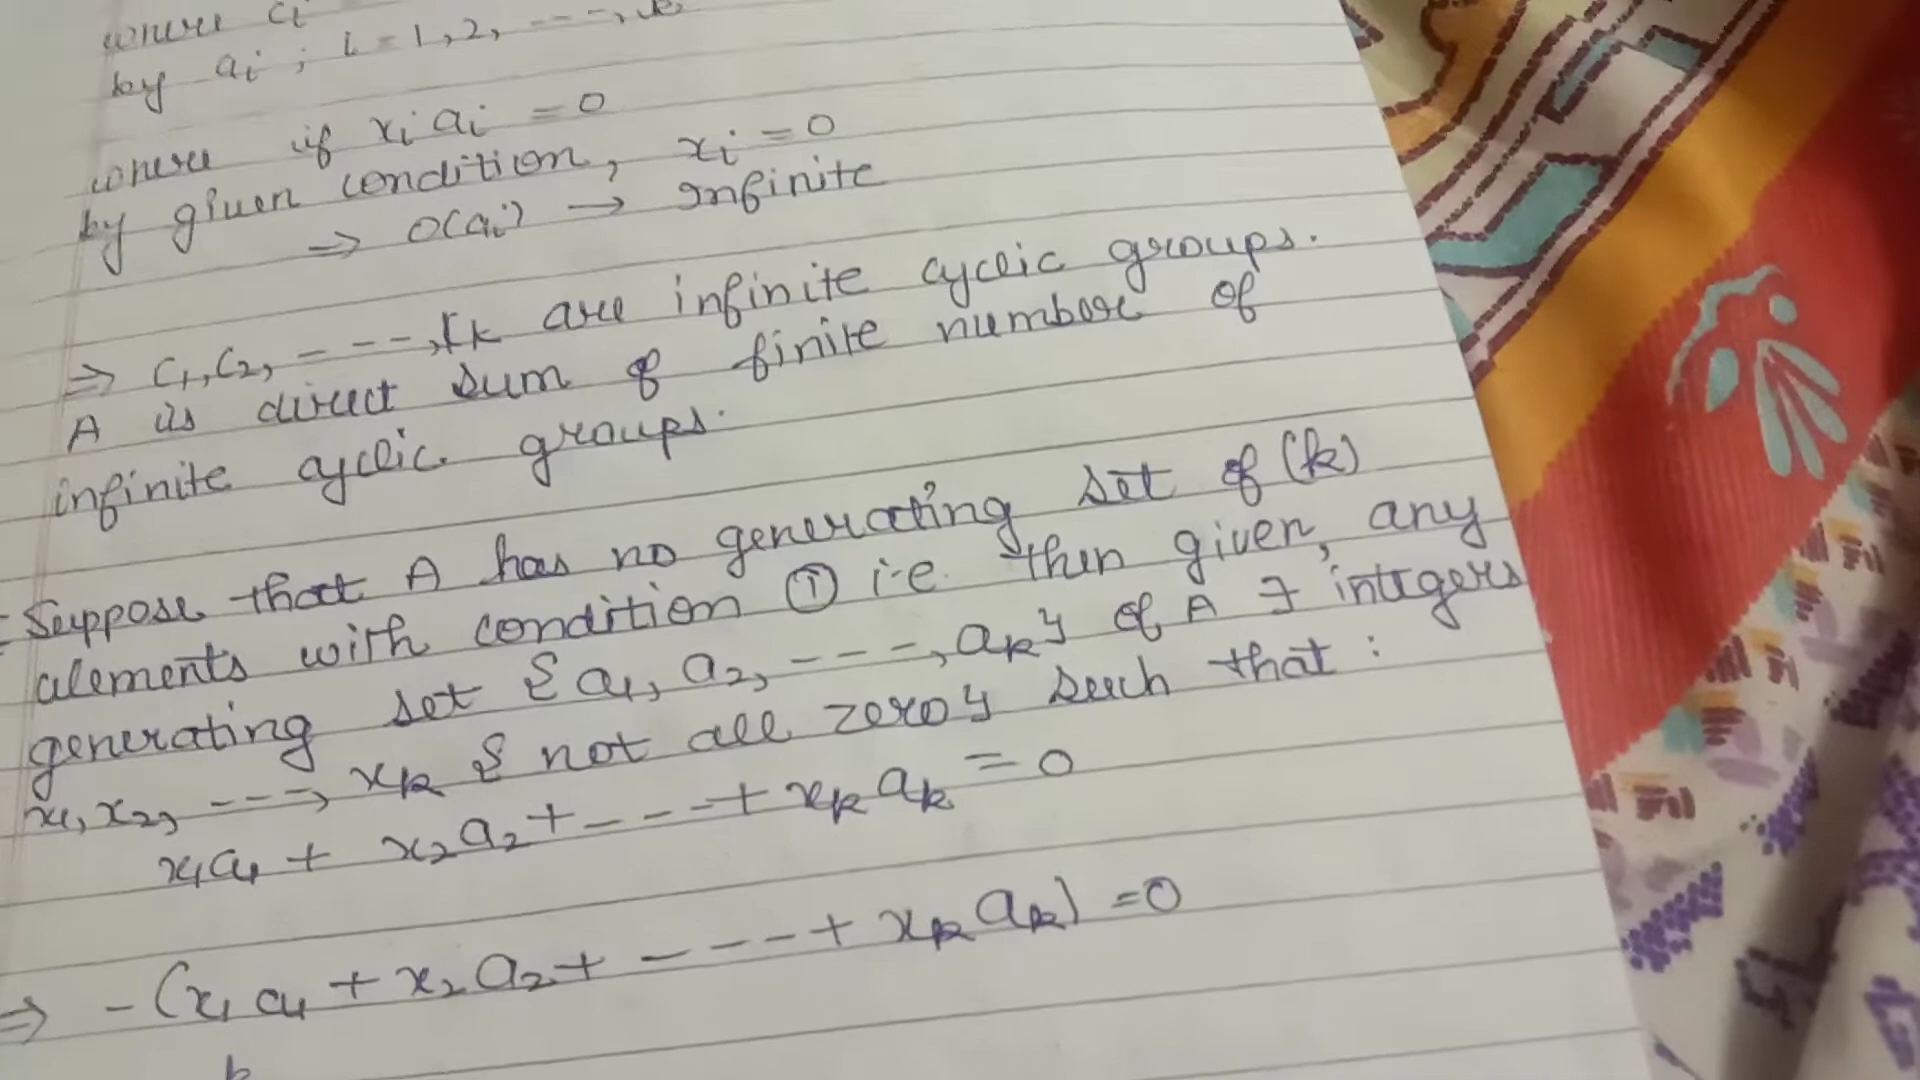 where ci
by ai ; i = 1, 2, ---, k
where if xi ai = 0
by given condition, xi = 0
⇒ O(ai) → Infinite
⇒ C1, C2, ----, Ck are infinite cyclic groups.
A is direct sum of finite number of
infinite cyclic groups.
Suppose that A has no generating set of (k)
elements with condition ① i.e. then given, any
generating set {a1, a2, ----, ak} of A ∃ integers
x1, x2, ---, xk {not all zero} such that :
x1a1 + x2a2 + ---- + xkak = 0
⇒ -(x1a1 + x2a2 + ---- + xkak) = 0